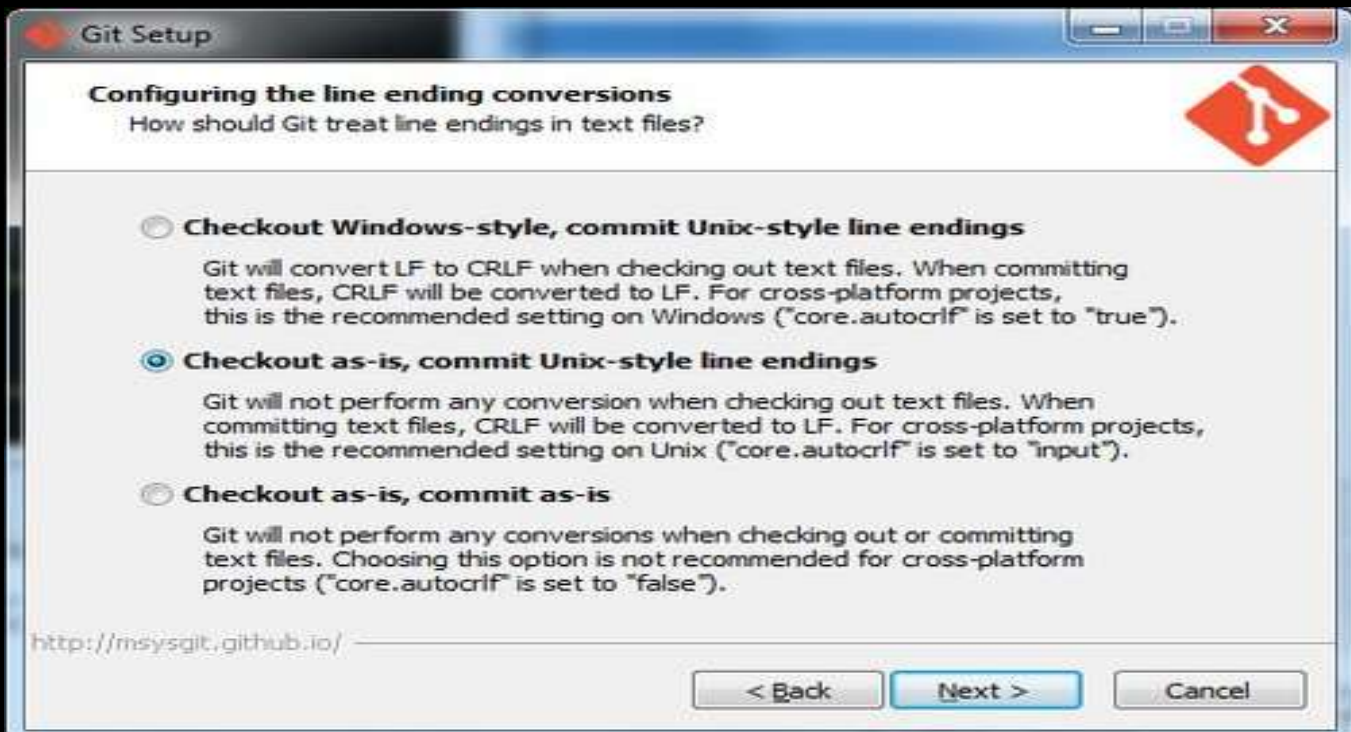 Git Setup
Configuring the line ending conversions
How should Git treat line endings in text files?
Checkout Windows-style, commit Unix-style line endings
Git will convert LF to CRLF when checking out text files. When committing
text files, CRLF will be converted to LF. For cross-platform projects,
this is the recommended setting on Windows ("core.autocrlf" is set to "true").
Checkout as-is, commit Unix-style line endings
Git will not perform any conversion when checking out text files. When
committing text files, CRLF will be converted to LF. For cross-platform projects,
this is the recommended setting on Unix ("core.autocrlf" is set to "input").
Checkout as-is, commit as-is
Git will not perform any conversions when checking out or committing
text files. Choosing this option is not recommended for cross-platform
projects ("core.autocrlf" is set to "false").
http://msysgit.github.io/
< Back Next > Cancel